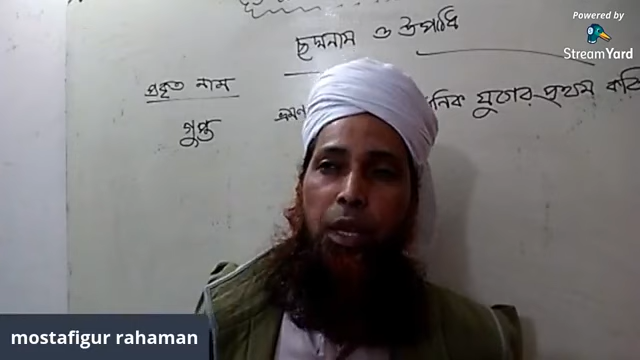 Powered by
StreamYard
ছদ্মনাম ও উপাধি
প্রকৃত নাম
গুপ্ত
যুগের প্রথম কবি
mostafigur rahaman